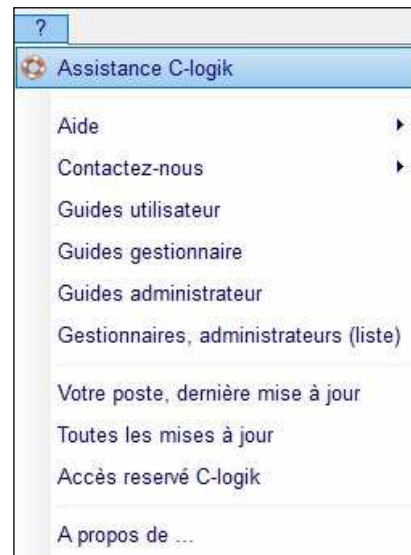 ?
Assistance C-logik
Aide
Contactez-nous
Guides utilisateur
Guides gestionnaire
Guides administrateur
Gestionnaires, administrateurs (liste)
Votre poste, dernière mise à jour
Toutes les mises à jour
Accès reservé C-logik
A propos de ...